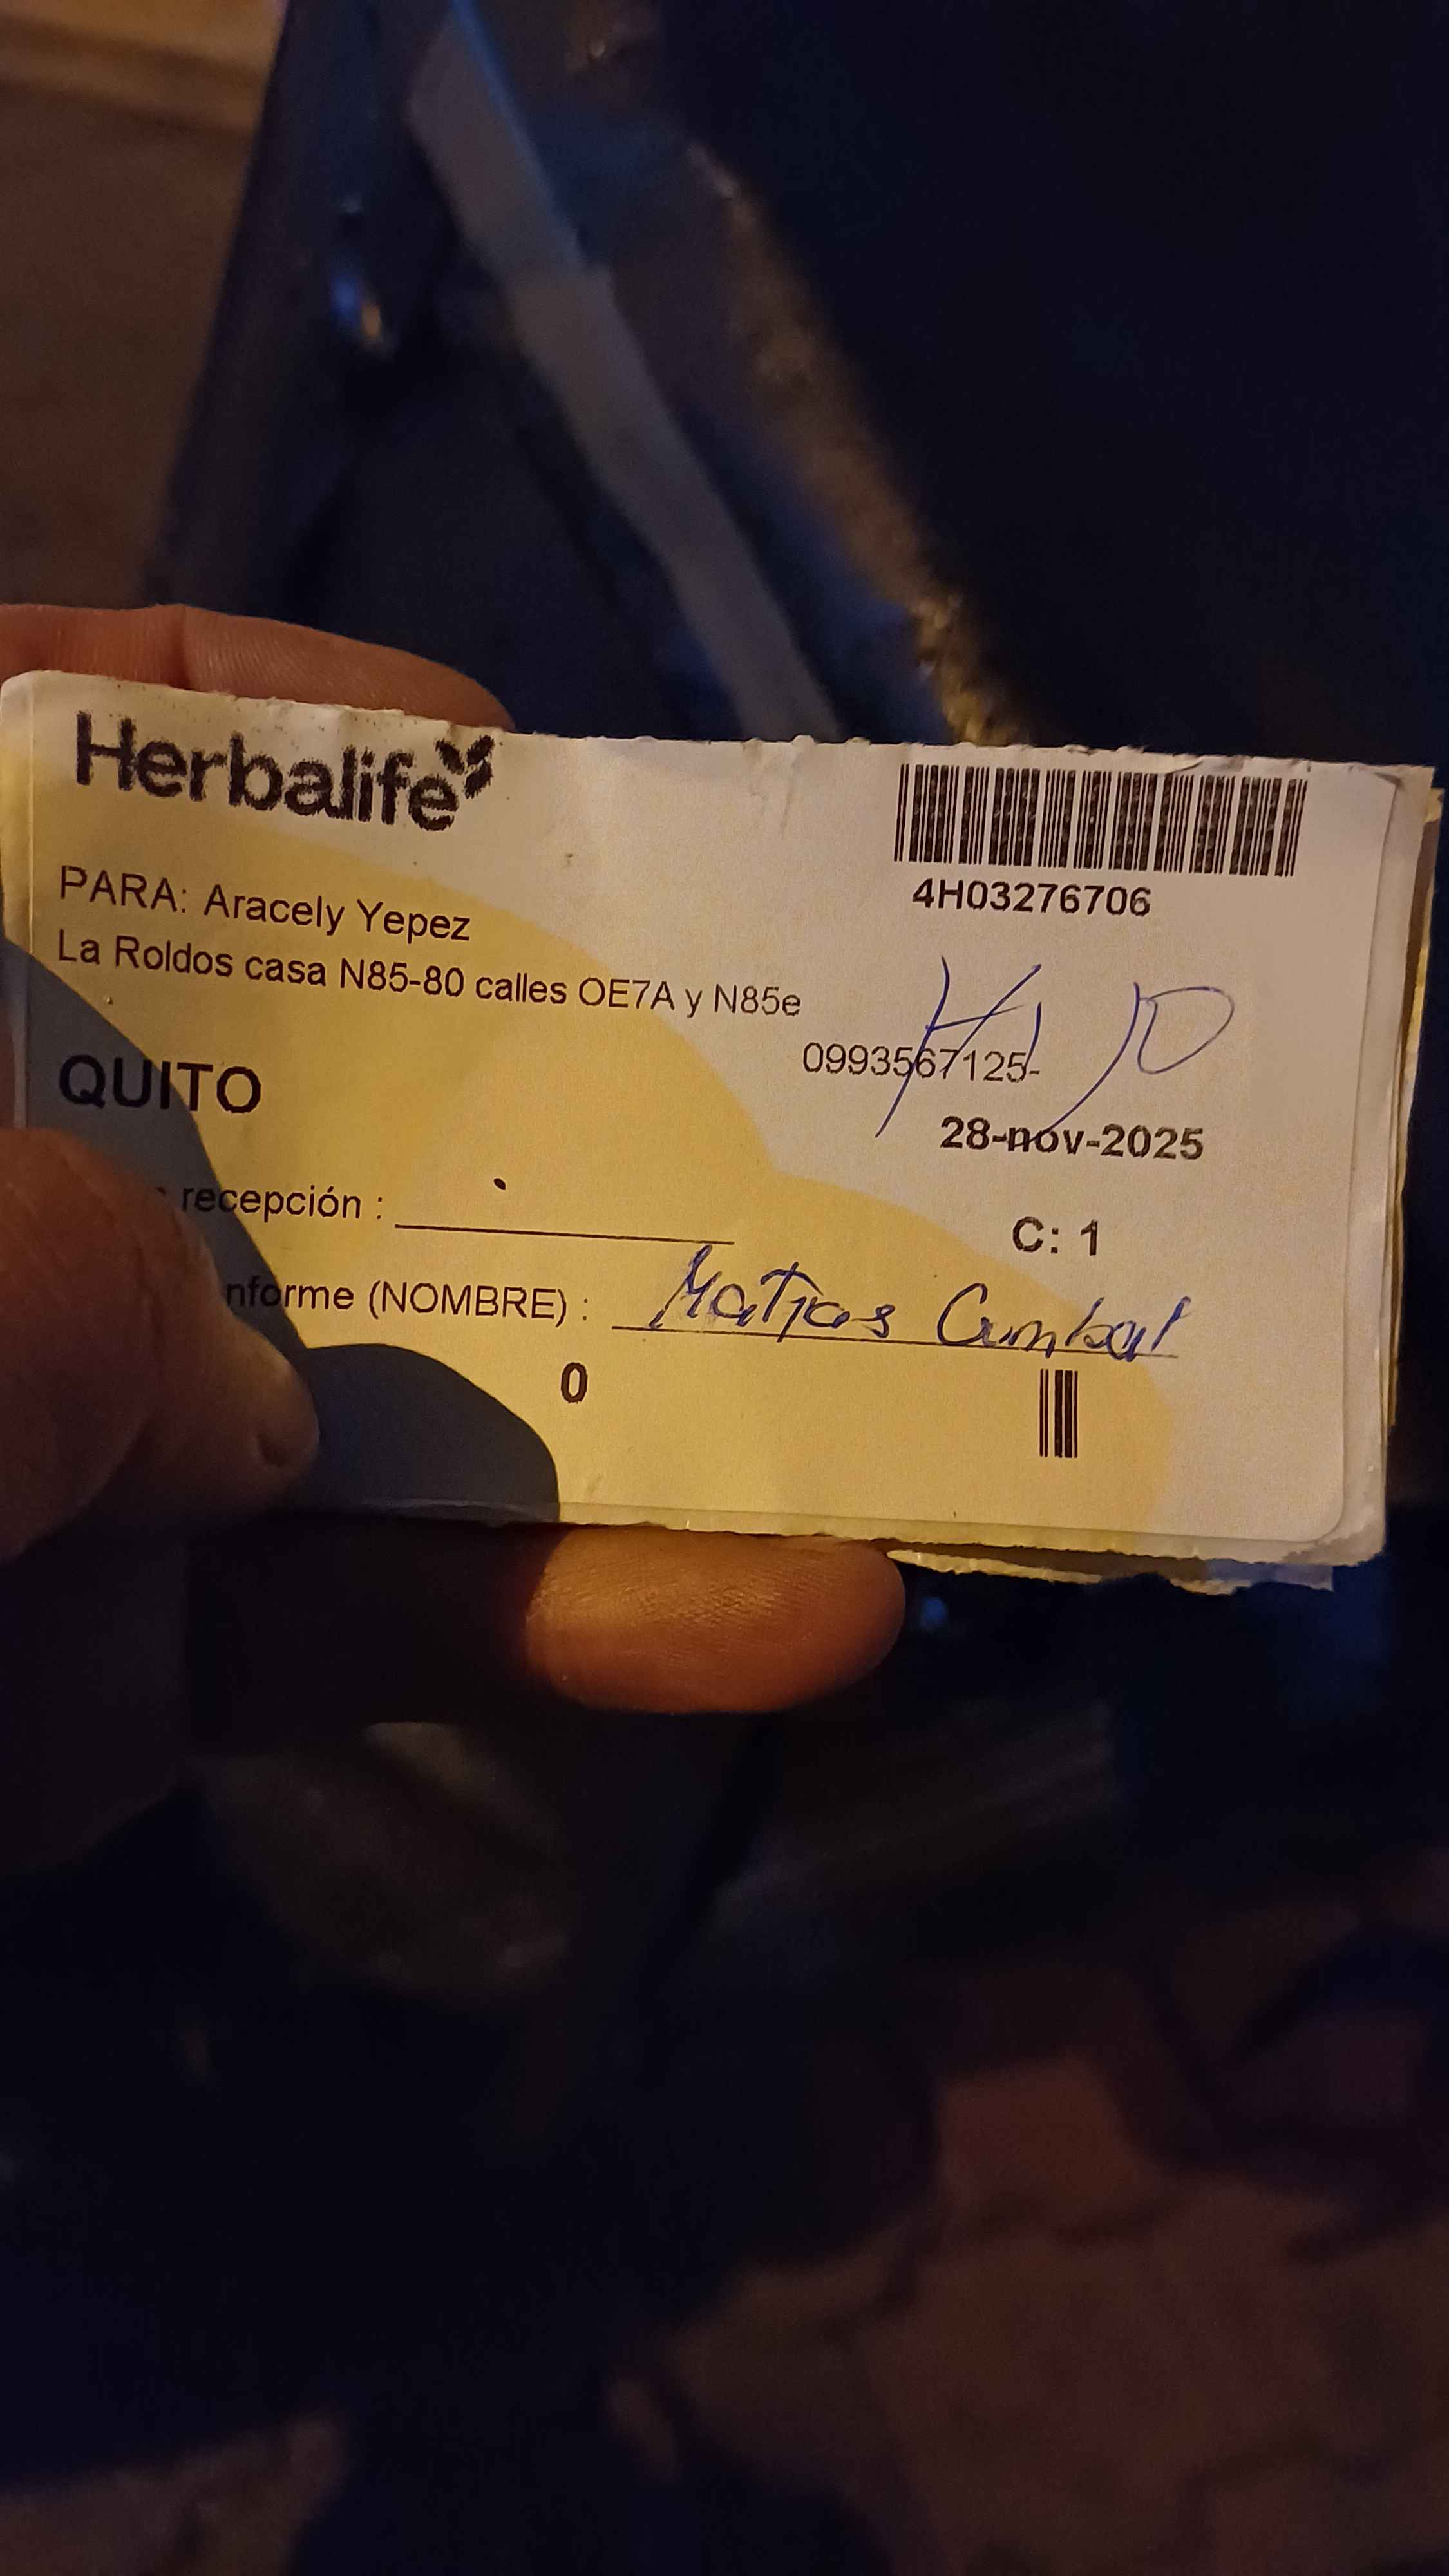 Herbalife
4H03276706
PARA: Aracely Yepez
La Roldos casa N85-80 calles OE7A y N85e
0993567125-
HIJO
QUITO
28-nov-2025
recepción :
C: 1
nforme (NOMBRE) : Matias Cumbal
0